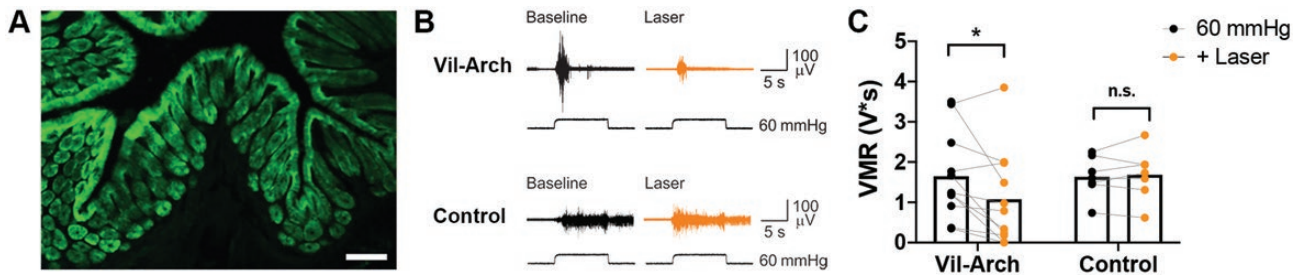 A
B
Baseline
Laser
Vil-Arch
100
μV
5 s
60 mmHg
Baseline
Laser
Control
100
μV
5 s
60 mmHg
C
60 mmHg
+ Laser
*
n.s.
VMR (V*s)
5
4
3
2
1
0
Vil-Arch
Control